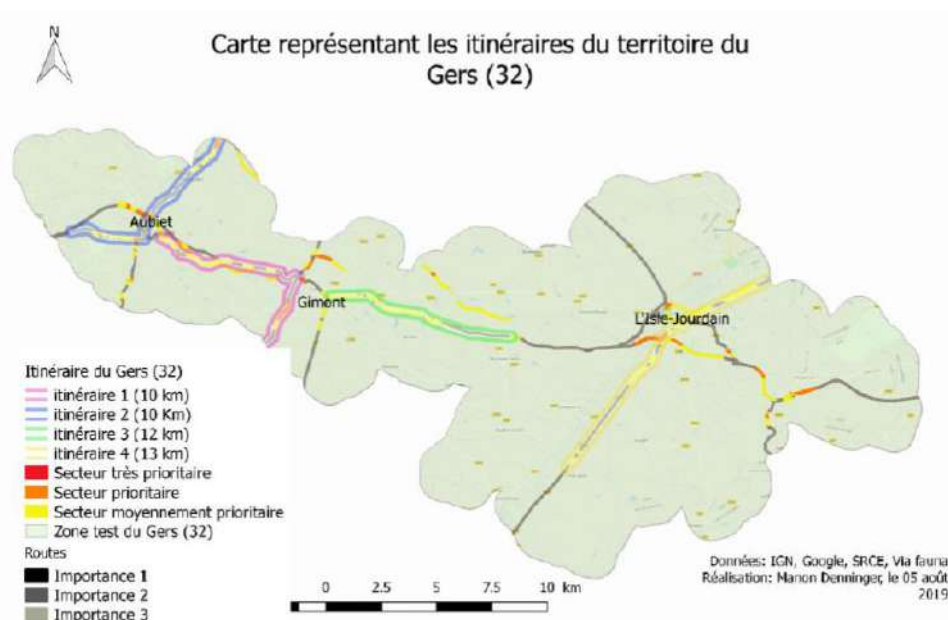 N
Carte représentant les itinéraires du territoire du
Gers (32)
Aubiet
Gimont
L'Isle-Jourdain
Itinéraire du Gers (32)
itinéraire 1 (10 km)
itinéraire 2 (10 Km)
itinéraire 3 (12 km)
itinéraire 4 (13 km)
Secteur très prioritaire
Secteur prioritaire
Secteur moyennement prioritaire
Zone test du Gers (32)
Routes
Importance 1
Importance 2
Importance 3
0 2.5 5 7.5 10 km
Données: IGN, Google, SRCE, Via fauna
Réalisation: Manon Denninger, le 05 août
2019